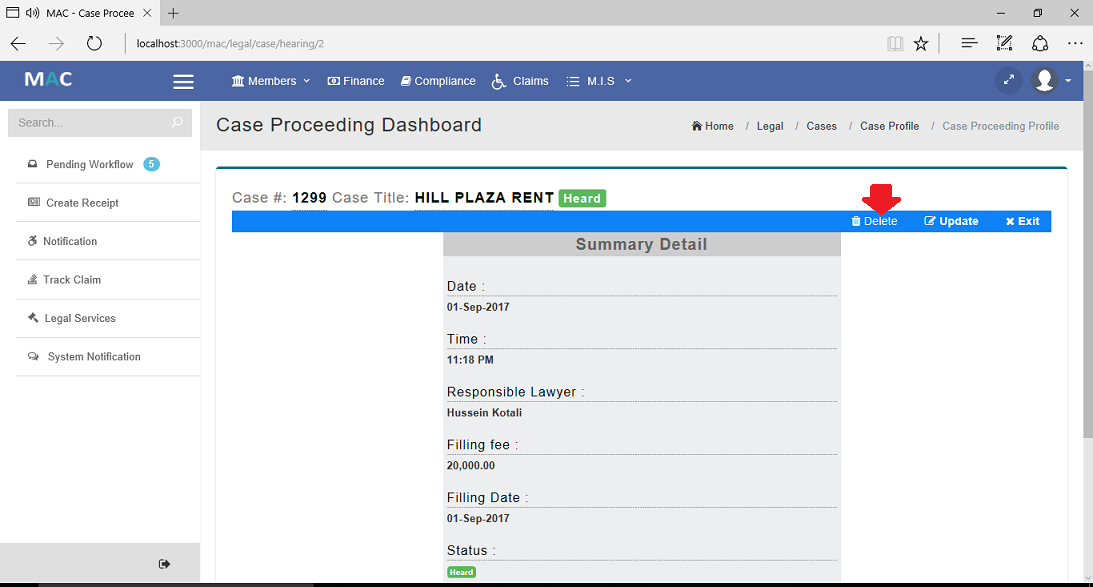 MAC - Case Procee
localhost:3000/mac/legal/case/hearing/2
MAC
Members Finance Compliance Claims M.I.S
Search...
Case Proceeding Dashboard
Home / Legal / Cases / Case Profile / Case Proceeding Profile
Pending Workflow 5
Create Receipt
Notification
Track Claim
Legal Services
System Notification
Case #: 1299 Case Title: HILL PLAZA RENT Heard
Delete Update Exit
Summary Detail
Date :
01-Sep-2017
Time :
11:18 PM
Responsible Lawyer :
Hussein Kotali
Filling fee :
20,000.00
Filling Date :
01-Sep-2017
Status :
Heard